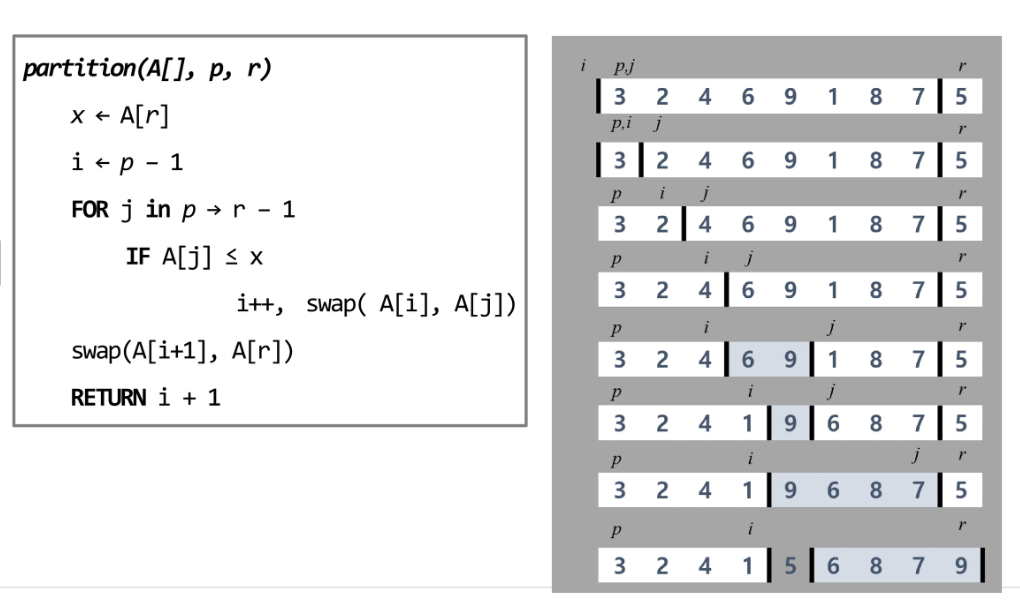 partition(A[], p, r)
x ← A[r]
i ← p − 1
FOR j in p → r − 1
IF A[j] ≤ x
i++, swap( A[i], A[j])
swap(A[i+1], A[r])
RETURN i + 1
i p,j r
3 2 4 6 9 1 8 7 5
p,i j r
3 2 4 6 9 1 8 7 5
p i j r
3 2 4 6 9 1 8 7 5
p i j r
3 2 4 6 9 1 8 7 5
p i j r
3 2 4 6 9 1 8 7 5
p i j r
3 2 4 1 9 6 8 7 5
p i j r
3 2 4 1 9 6 8 7 5
p i r
3 2 4 1 5 6 8 7 9